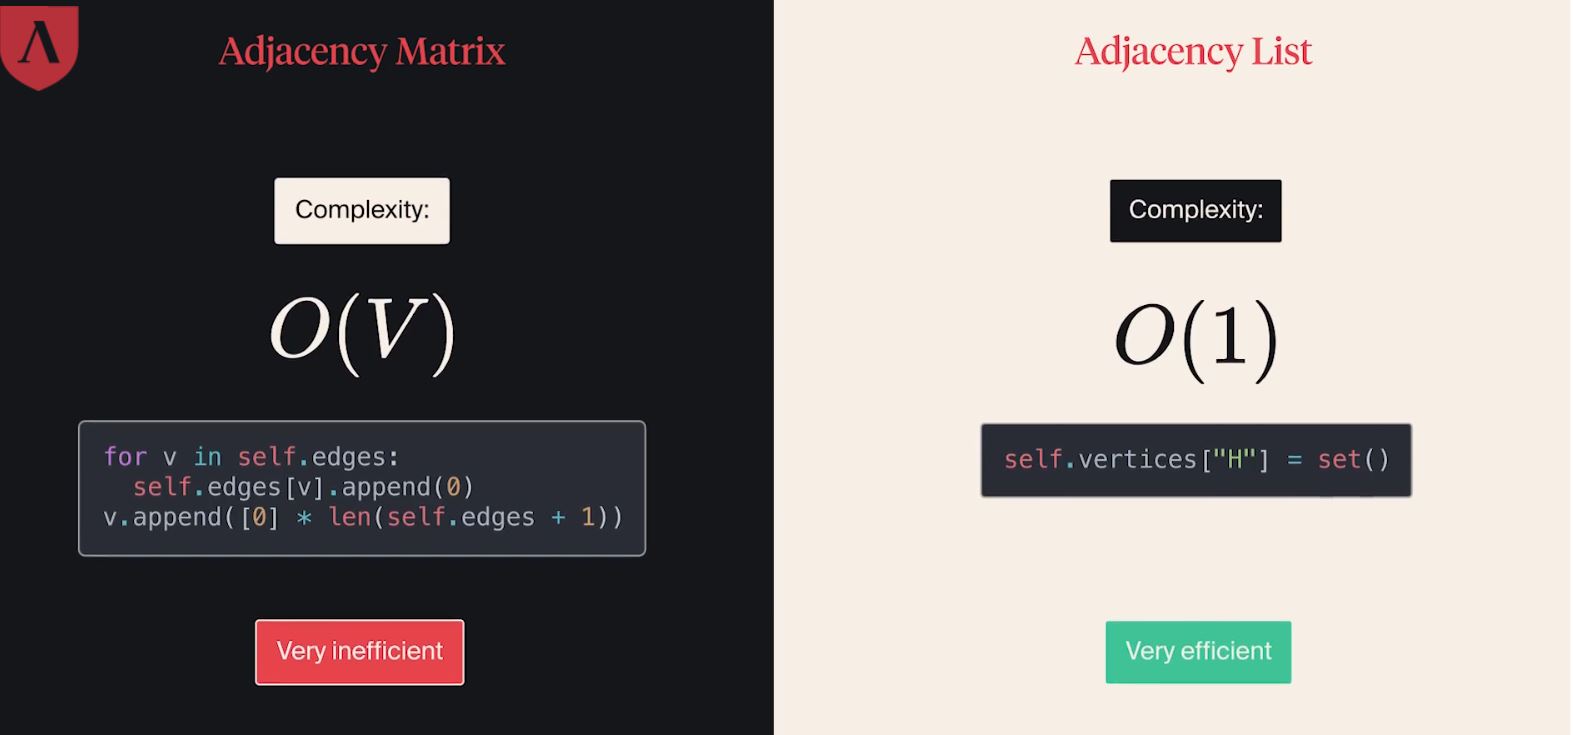 Adjacency Matrix
Complexity:
O(V)
for v in self.edges:
  self.edges[v].append(0)
v.append([0] * len(self.edges + 1))
Very inefficient
Adjacency List
Complexity:
O(1)
self.vertices["H"] = set()
Very efficient